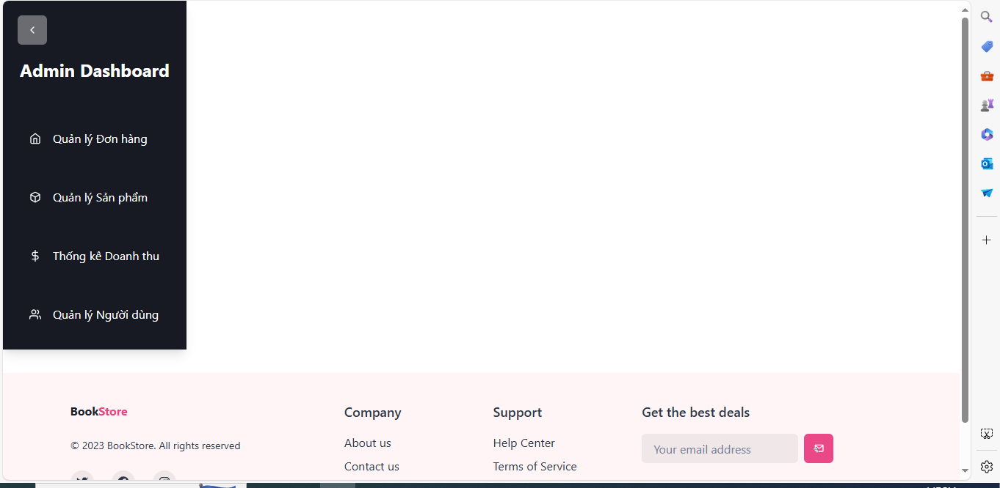 Admin Dashboard
Quản lý Đơn hàng
Quản lý Sản phẩm
Thống kê Doanh thu
Quản lý Người dùng
BookStore
© 2023 BookStore. All rights reserved
Company
About us
Contact us
Support
Help Center
Terms of Service
Get the best deals
Your email address